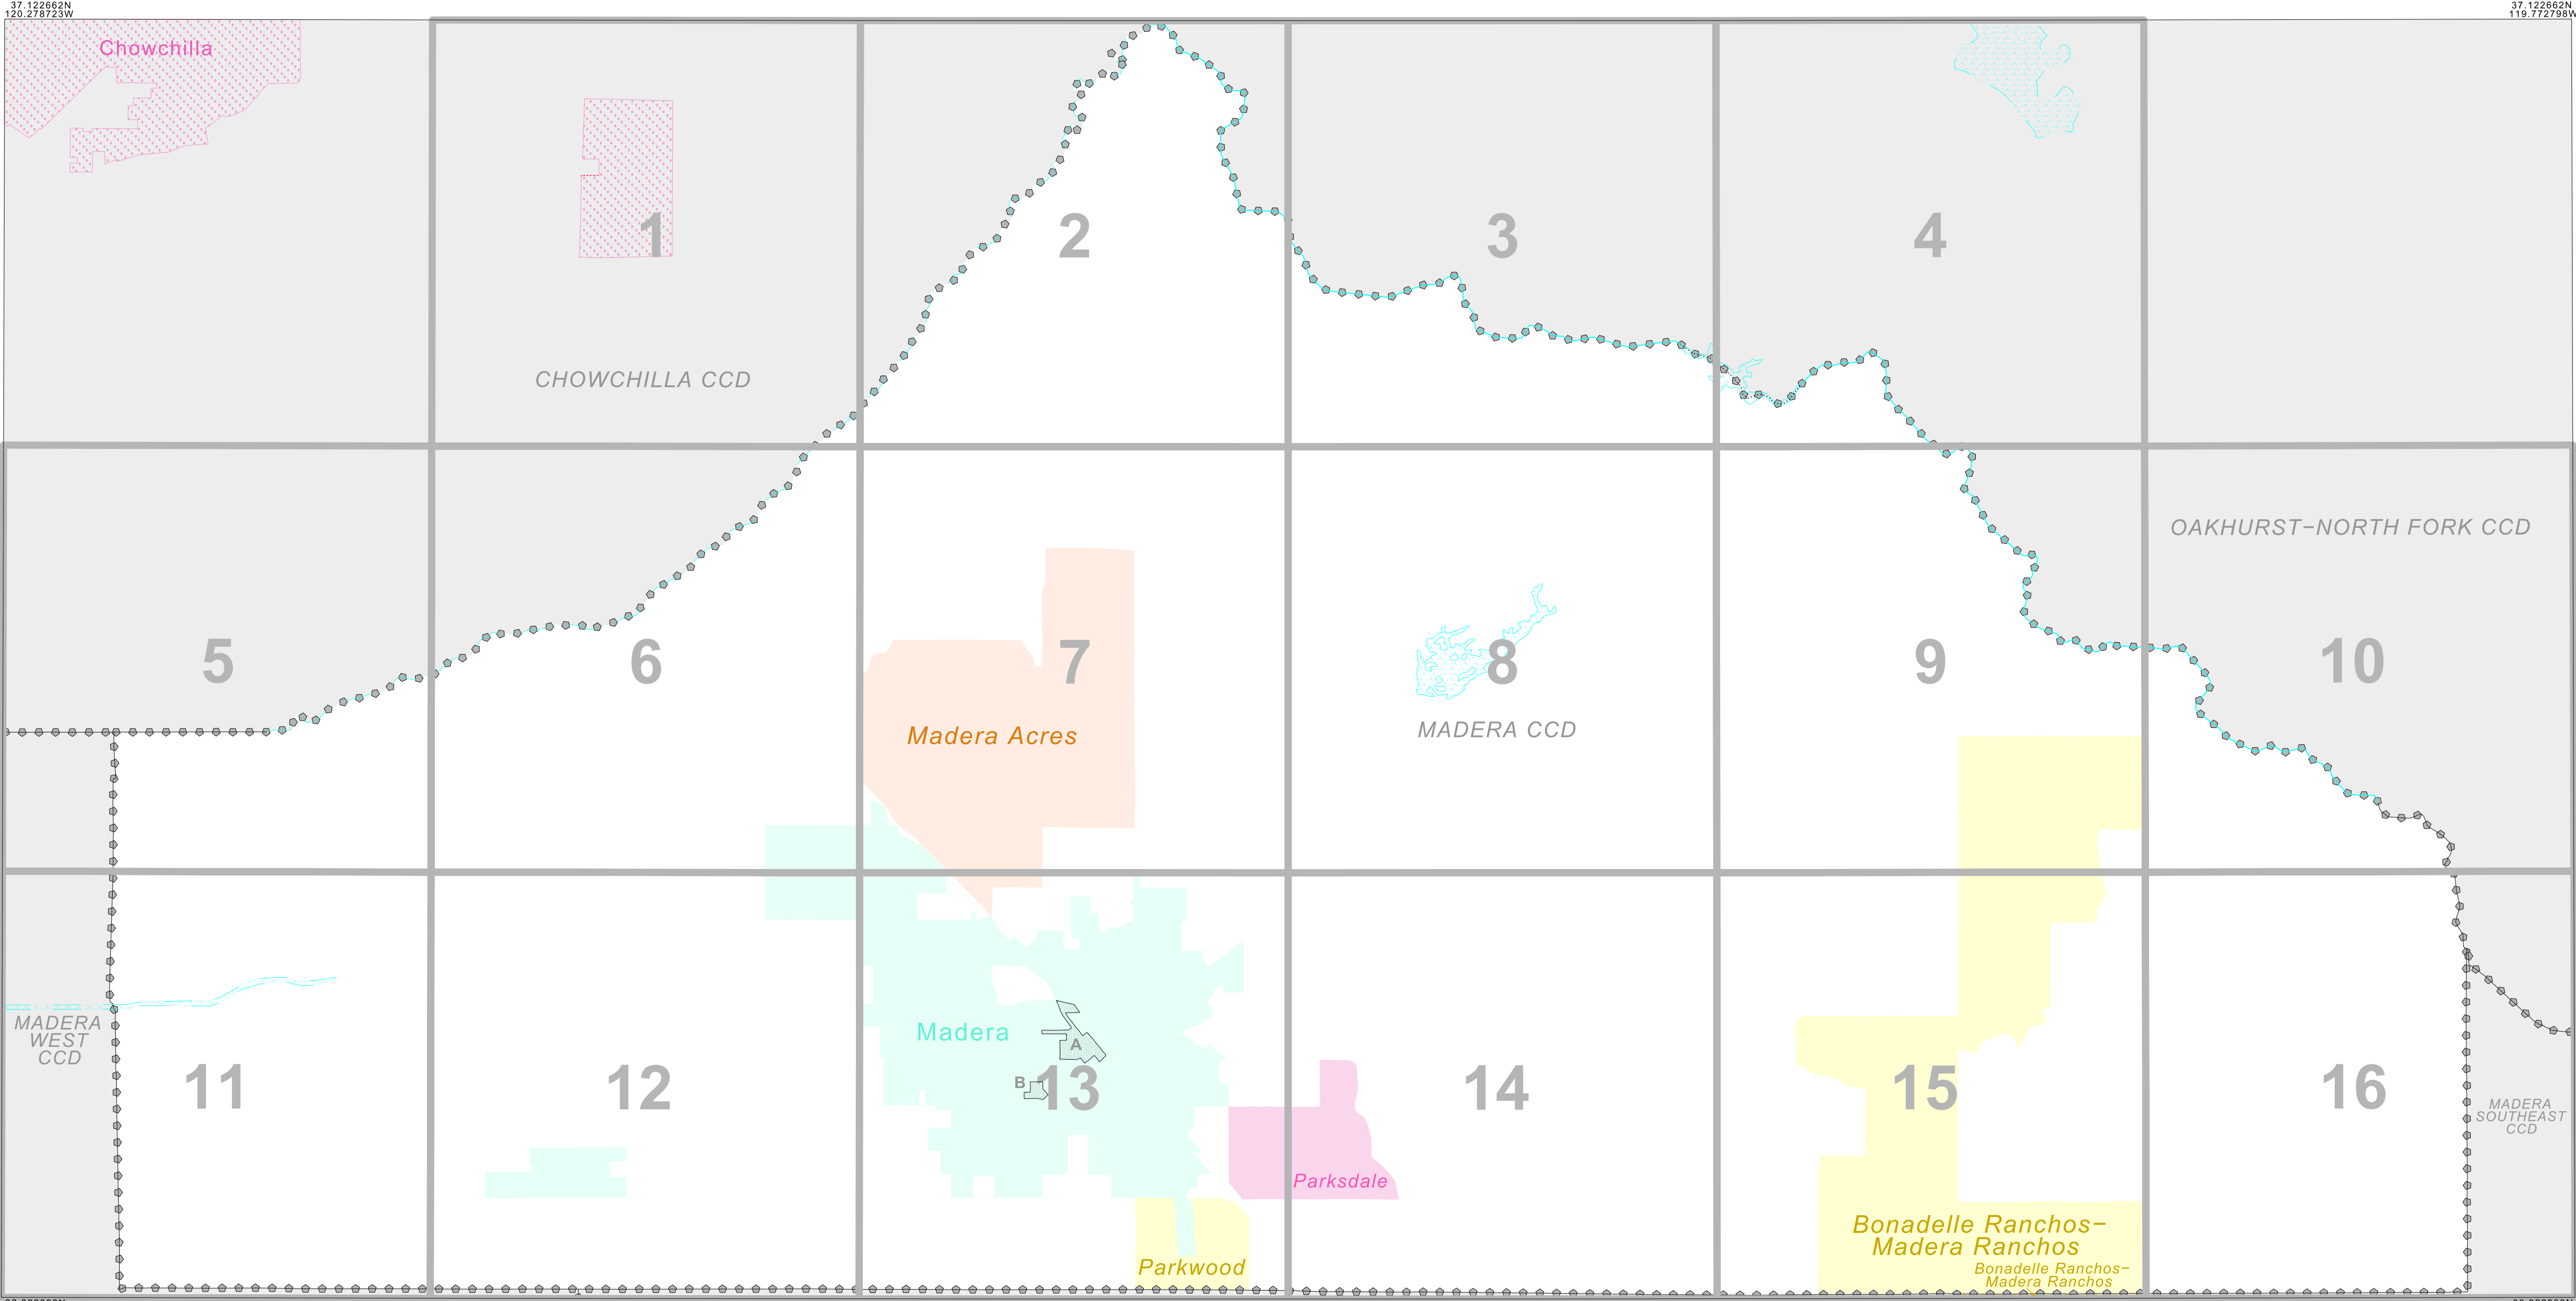 37.122662N
120.278723W
37.122662N
119.772798W
Chowchilla
1
2
3
4
CHOWCHILLA CCD
OAKHURST-NORTH FORK CCD
5
6
7
8
9
10
Madera Acres
MADERA CCD
MADERA
WEST
CCD
Madera
A
B
11
12
13
14
15
16
MADERA
SOUTHEAST
CCD
Parksdale
Parkwood
Bonadelle Ranchos-
Madera Ranchos
Bonadelle Ranchos-
Madera Ranchos